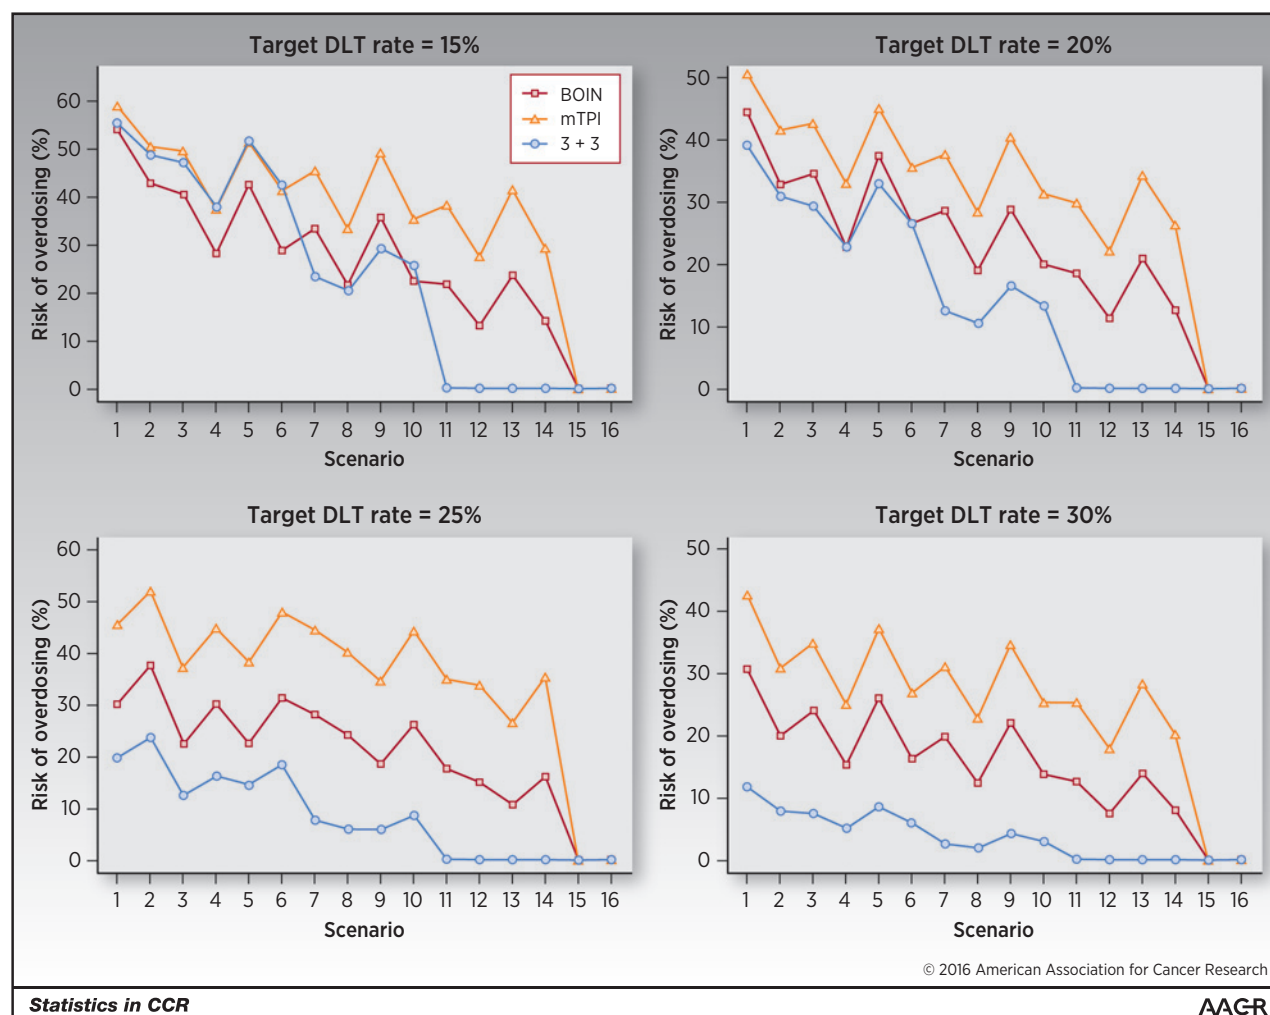 Target DLT rate = 15%
Risk of overdosing (%)
60
50
40
30
20
10
0
BOIN
mTPI
3 + 3
1 2 3 4 5 6 7 8 9 10 11 12 13 14 15 16
Scenario
Target DLT rate = 20%
Risk of overdosing (%)
50
40
30
20
10
0
1 2 3 4 5 6 7 8 9 10 11 12 13 14 15 16
Scenario
Target DLT rate = 25%
Risk of overdosing (%)
60
50
40
30
20
10
0
1 2 3 4 5 6 7 8 9 10 11 12 13 14 15 16
Scenario
Target DLT rate = 30%
Risk of overdosing (%)
50
40
30
20
10
0
1 2 3 4 5 6 7 8 9 10 11 12 13 14 15 16
Scenario
© 2016 American Association for Cancer Research
Statistics in CCR
AACR